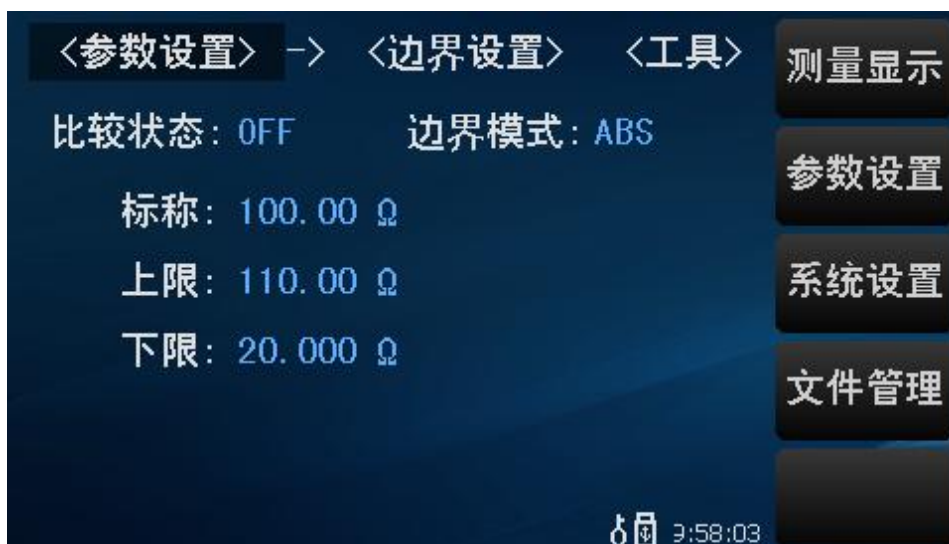 <参数设置> -> <边界设置> <工具>
比较状态: OFF 边界模式: ABS
标称: 100.00 Ω
上限: 110.00 Ω
下限: 20.000 Ω
9:58:03
测量显示
参数设置
系统设置
文件管理